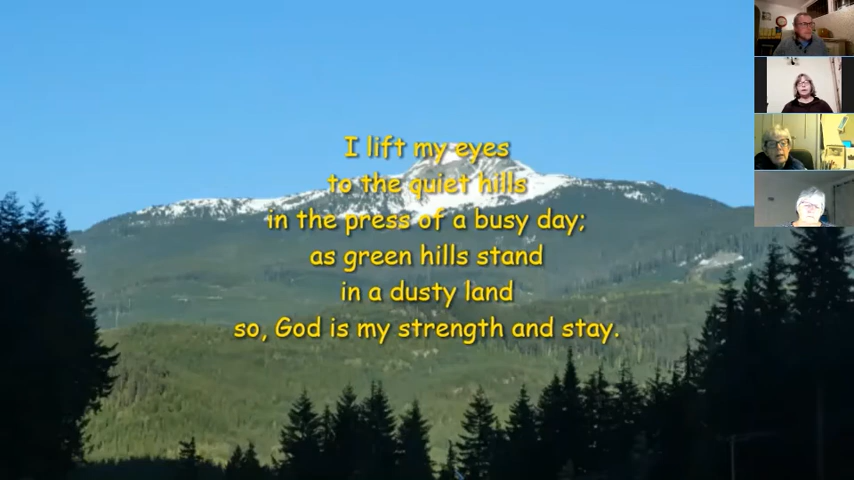 I lift my eyes
to the quiet hills
in the press of a busy day;
as green hills stand
in a dusty land
so, God is my strength and stay.